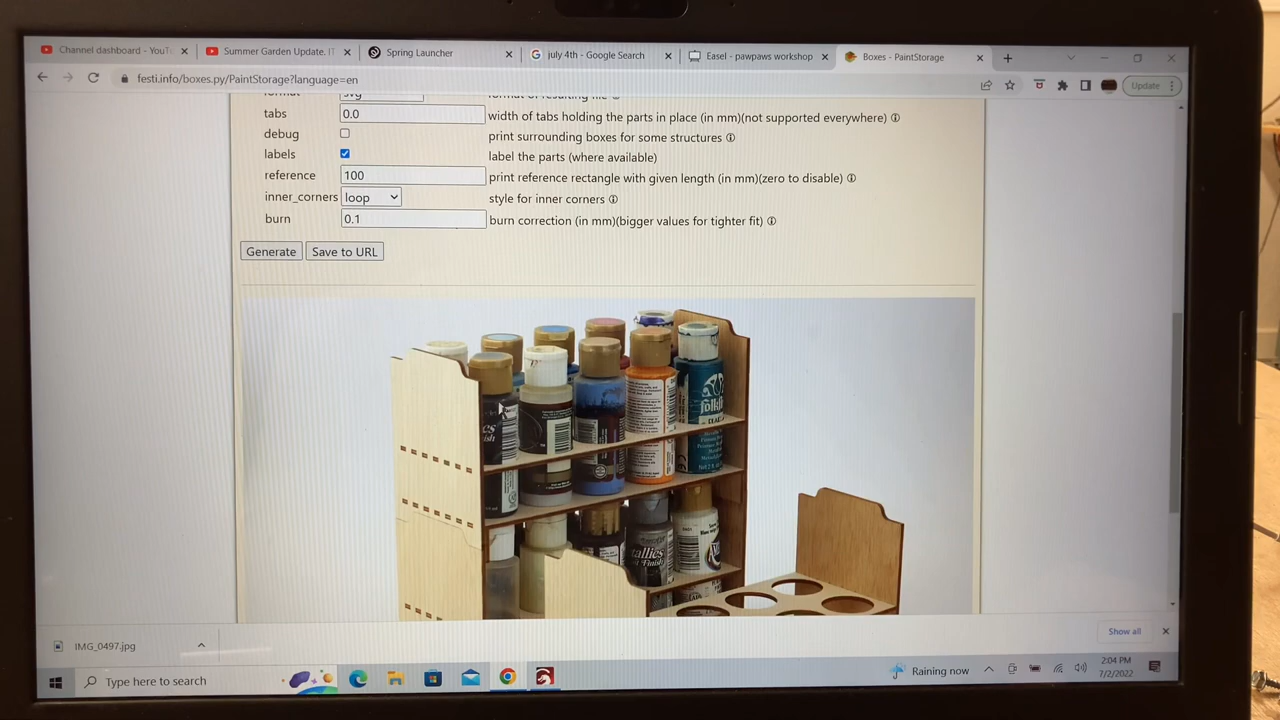 Channel dashboard - YouTu
Summer Garden Update. IT
Spring Launcher
july 4th - Google Search
Easel - pawpaws workshop
Boxes - PaintStorage
festi.info/boxes.py/PaintStorage?language=en
Update
tabs 0.0 width of tabs holding the parts in place (in mm)(not supported everywhere)
debug print surrounding boxes for some structures
labels label the parts (where available)
reference 100 print reference rectangle with given length (in mm)(zero to disable)
inner_corners loop style for inner corners
burn 0.1 burn correction (in mm)(bigger values for tighter fit)
Generate Save to URL
folk
IMG_0497.jpg
Show all
Type here to search
Raining now
2:04 PM
7/2/2022